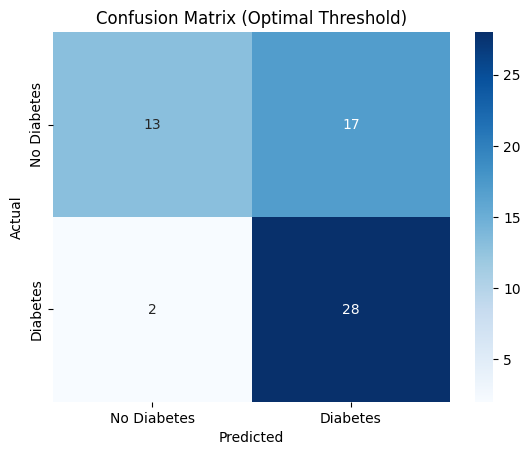 Confusion Matrix (Optimal Threshold)
No Diabetes
Diabetes
Actual
13
17
2
28
No Diabetes
Diabetes
Predicted
25
20
15
10
5